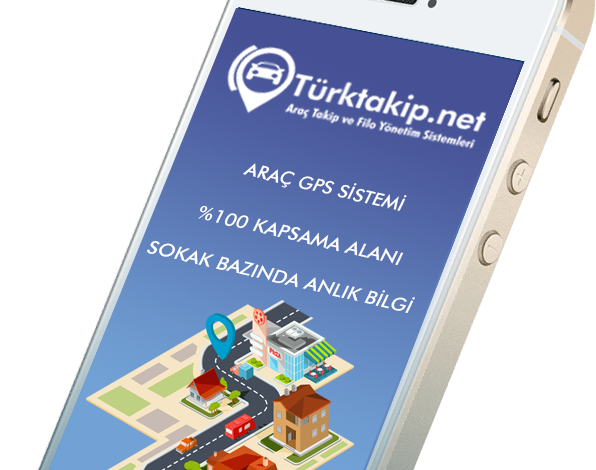 Türktakip.net
Araç Takip ve Filo Yönetim Sistemleri
ARAÇ GPS SİSTEMİ
%100 KAPSAMA ALANI
SOKAK BAZINDA ANLIK BİLGİ